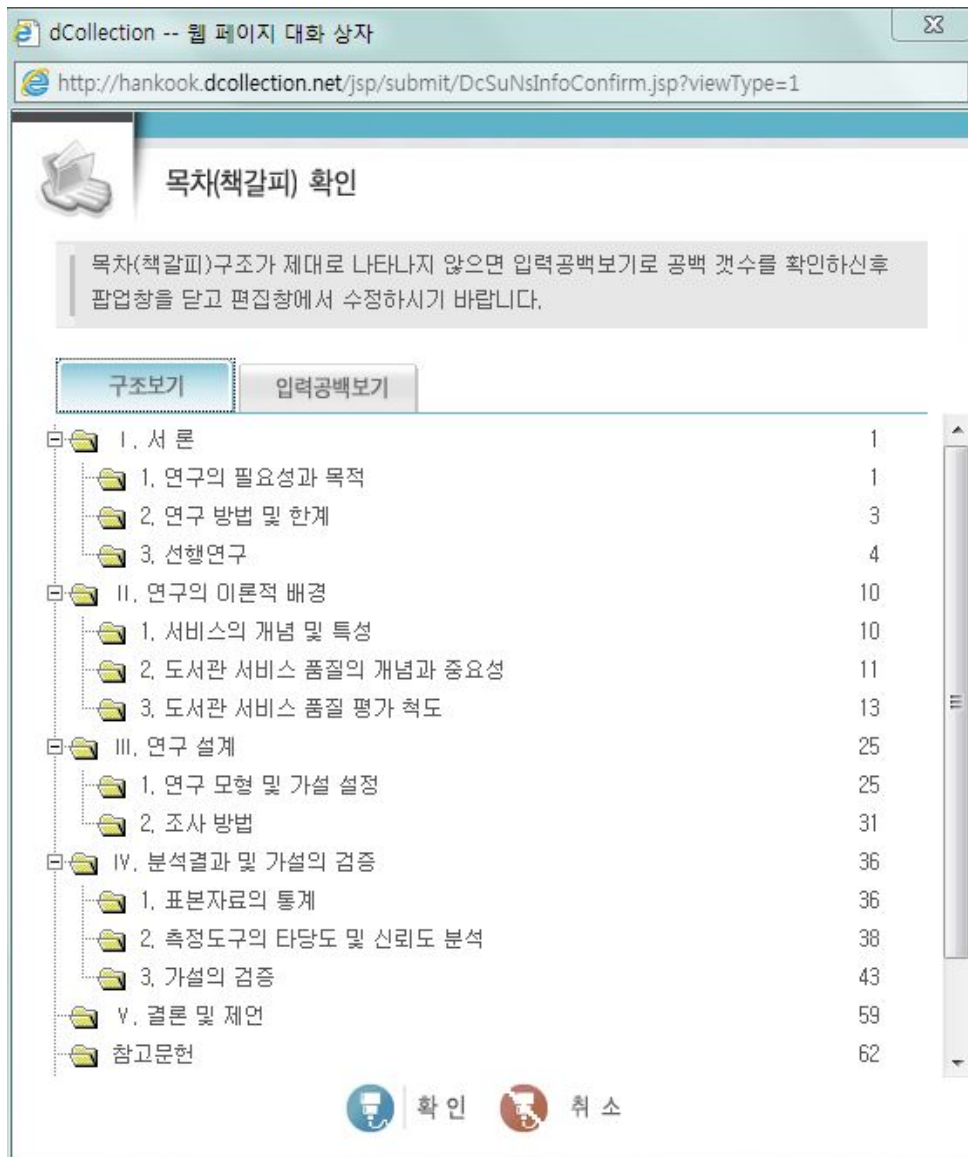 dCollection -- 웹 페이지 대화 상자
http://hankook.dcollection.net/jsp/submit/DcSuNsInfoConfirm.jsp?viewType=1
목차(책갈피) 확인
목차(책갈피)구조가 제대로 나타나지 않으면 입력공백보기로 공백 갯수를 확인하신후
팝업창을 닫고 편집창에서 수정하시기 바랍니다.
구조보기 입력공백보기
I. 서 론 1
1. 연구의 필요성과 목적 1
2. 연구 방법 및 한계 3
3. 선행연구 4
II. 연구의 이론적 배경 10
1. 서비스의 개념 및 특성 10
2. 도서관 서비스 품질의 개념과 중요성 11
3. 도서관 서비스 품질 평가 척도 13
III. 연구 설계 25
1. 연구 모형 및 가설 설정 25
2. 조사 방법 31
IV. 분석결과 및 가설의 검증 36
1. 표본자료의 통계 36
2. 측정도구의 타당도 및 신뢰도 분석 38
3. 가설의 검증 43
V. 결론 및 제언 59
참고문헌 62
확 인 취 소